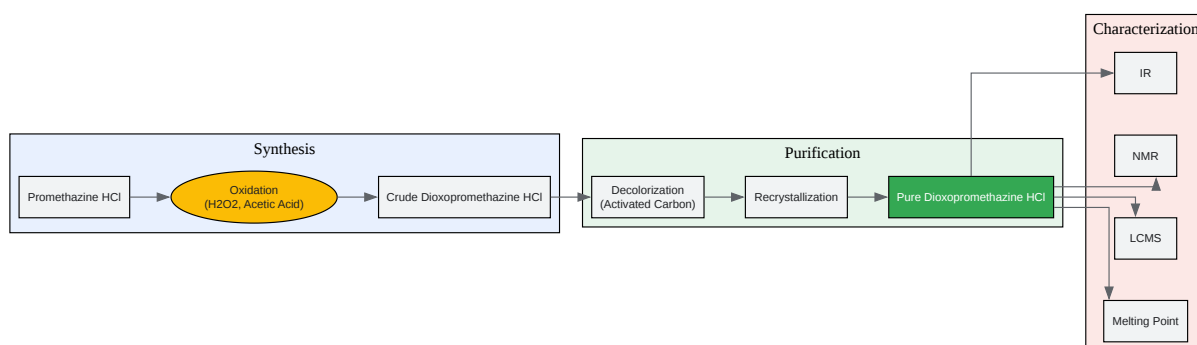 Synthesis
Promethazine HCl
Oxidation
(H2O2, Acetic Acid)
Crude Dioxopromethazine HCl
Purification
Decolorization
(Activated Carbon)
Recrystallization
Pure Dioxopromethazine HCl
Characterization
IR
NMR
LCMS
Melting Point